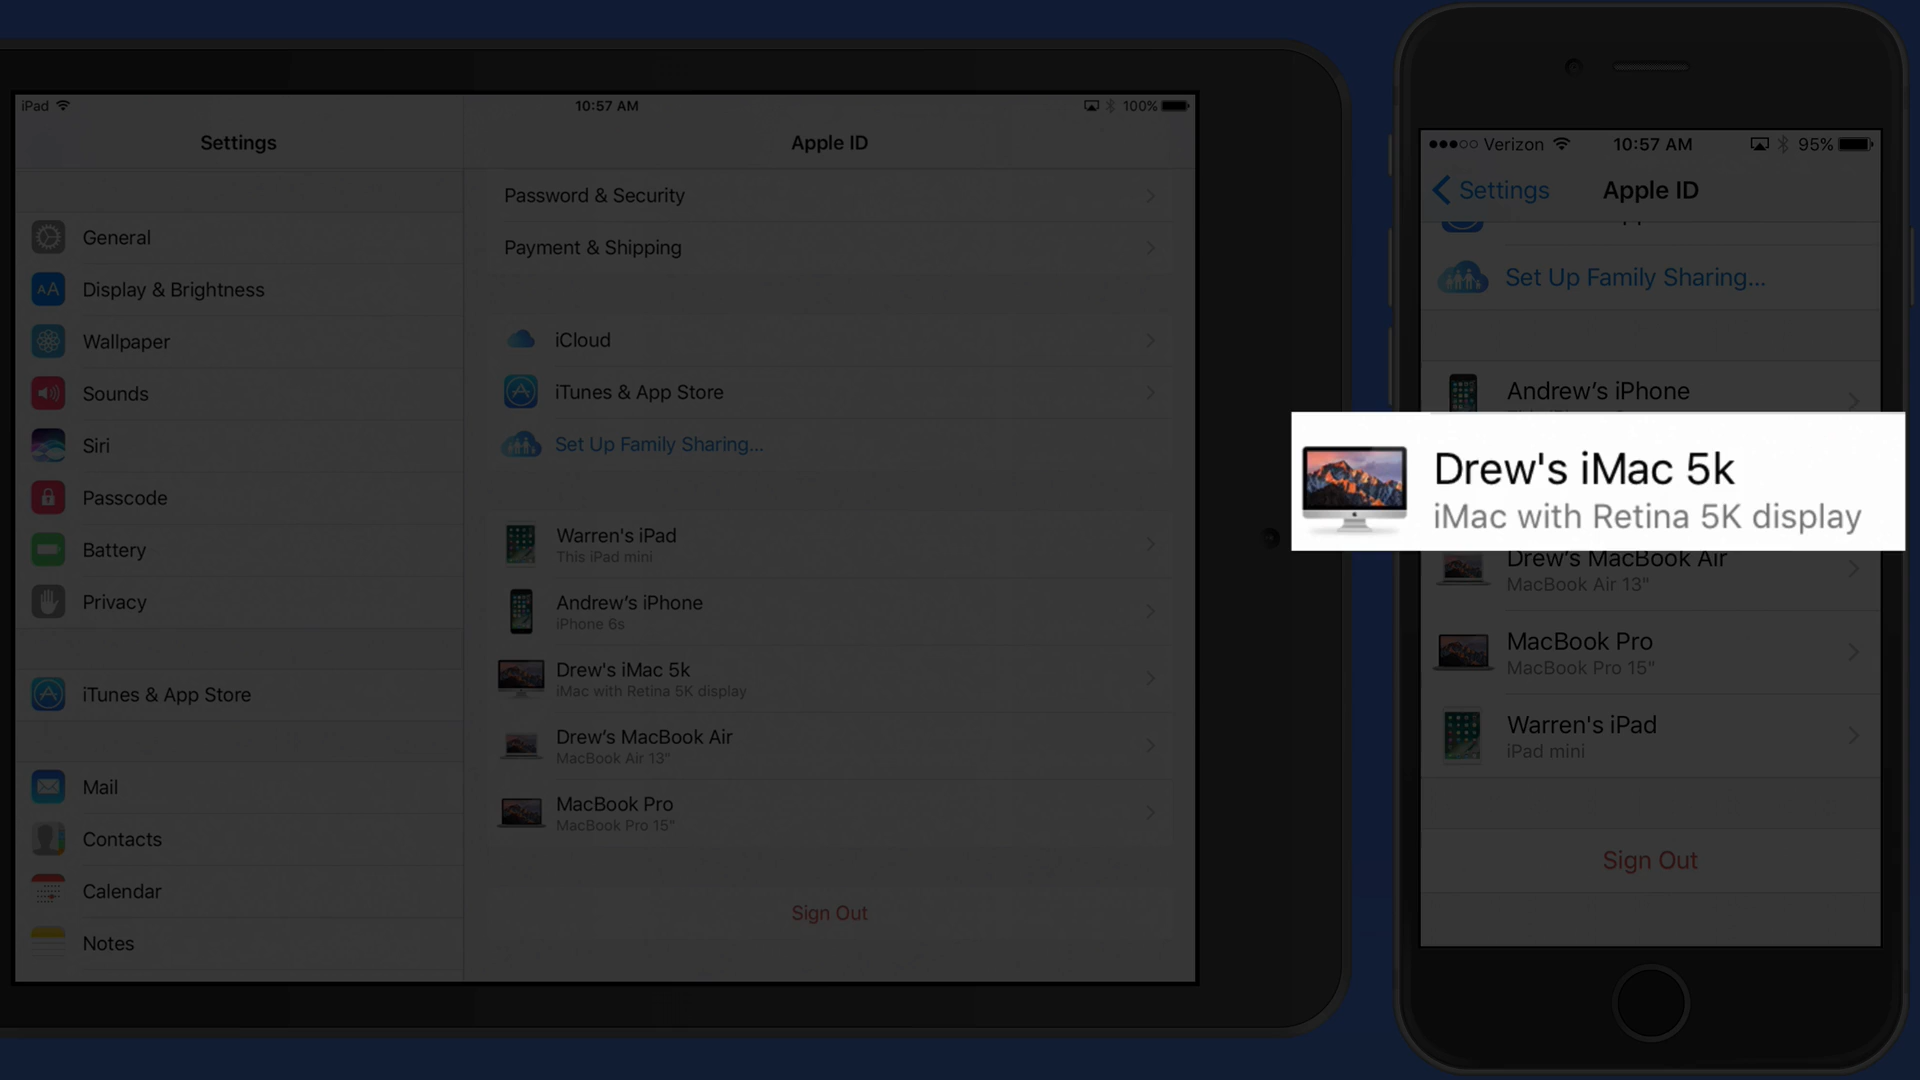 iPad
10:57 AM
100%
Settings
General
Display & Brightness
Wallpaper
Sounds
Siri
Passcode
Battery
Privacy
iTunes & App Store
Mail
Contacts
Calendar
Notes
Apple ID
Password & Security
Payment & Shipping
iCloud
iTunes & App Store
Set Up Family Sharing...
Warren's iPad
This iPad mini
Andrew’s iPhone
iPhone 6s
Drew's iMac 5k
iMac with Retina 5K display
Drew’s MacBook Air
MacBook Air 13"
MacBook Pro
MacBook Pro 15"
Sign Out
Verizon
10:57 AM
95%
Settings
Apple ID
Set Up Family Sharing...
Andrew’s iPhone
Drew's iMac 5k
iMac with Retina 5K display
Drew’s MacBook Air
MacBook Air 13"
MacBook Pro
MacBook Pro 15"
Warren's iPad
iPad mini
Sign Out